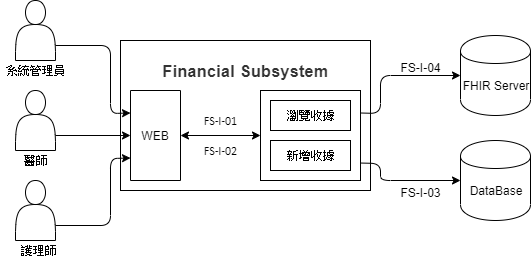 系統管理員
醫師
護理師
Financial Subsystem
WEB
FS-I-01
FS-I-02
瀏覽收據
新增收據
FS-I-04
FHIR Server
FS-I-03
DataBase